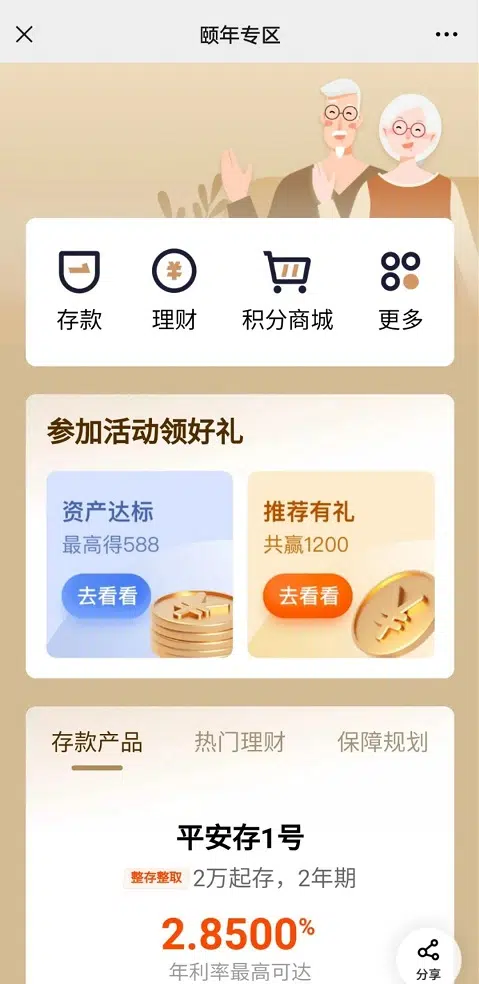 颐年专区
存款 理财 积分商城 更多
参加活动领好礼
资产达标 推荐有礼
最高得588 共赢1200
去看看 去看看
存款产品 热门理财 保障规划
平安存1号
整存整取 2万起存，2年期
2.8500%
年利率最高可达
分享